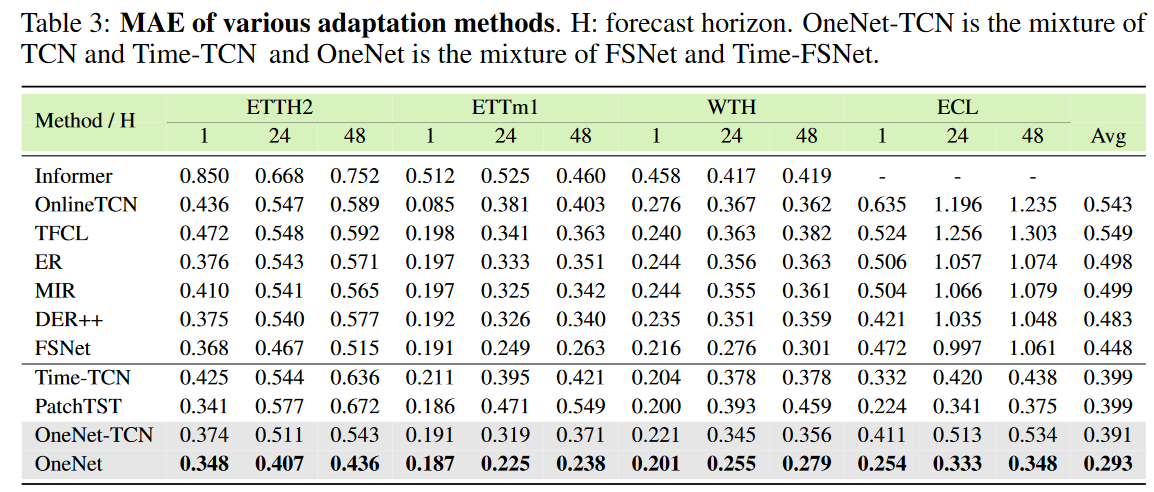 Table 3: MAE of various adaptation methods. H: forecast horizon. OneNet-TCN is the mixture of
TCN and Time-TCN and OneNet is the mixture of FSNet and Time-FSNet.
Method / H ETTH2 ETTm1 WTH ECL
1 24 48 1 24 48 1 24 48 1 24 48 Avg
Informer 0.850 0.668 0.752 0.512 0.525 0.460 0.458 0.417 0.419 - - -
OnlineTCN 0.436 0.547 0.589 0.085 0.381 0.403 0.276 0.367 0.362 0.635 1.196 1.235 0.543
TFCL 0.472 0.548 0.592 0.198 0.341 0.363 0.240 0.363 0.382 0.524 1.256 1.303 0.549
ER 0.376 0.543 0.571 0.197 0.333 0.351 0.244 0.356 0.363 0.506 1.057 1.074 0.498
MIR 0.410 0.541 0.565 0.197 0.325 0.342 0.244 0.355 0.361 0.504 1.066 1.079 0.499
DER++ 0.375 0.540 0.577 0.192 0.326 0.340 0.235 0.351 0.359 0.421 1.035 1.048 0.483
FSNet 0.368 0.467 0.515 0.191 0.249 0.263 0.216 0.276 0.301 0.472 0.997 1.061 0.448
Time-TCN 0.425 0.544 0.636 0.211 0.395 0.421 0.204 0.378 0.378 0.332 0.420 0.438 0.399
PatchTST 0.341 0.577 0.672 0.186 0.471 0.549 0.200 0.393 0.459 0.224 0.341 0.375 0.399
OneNet-TCN 0.374 0.511 0.543 0.191 0.319 0.371 0.221 0.345 0.356 0.411 0.513 0.534 0.391
OneNet 0.348 0.407 0.436 0.187 0.225 0.238 0.201 0.255 0.279 0.254 0.333 0.348 0.293